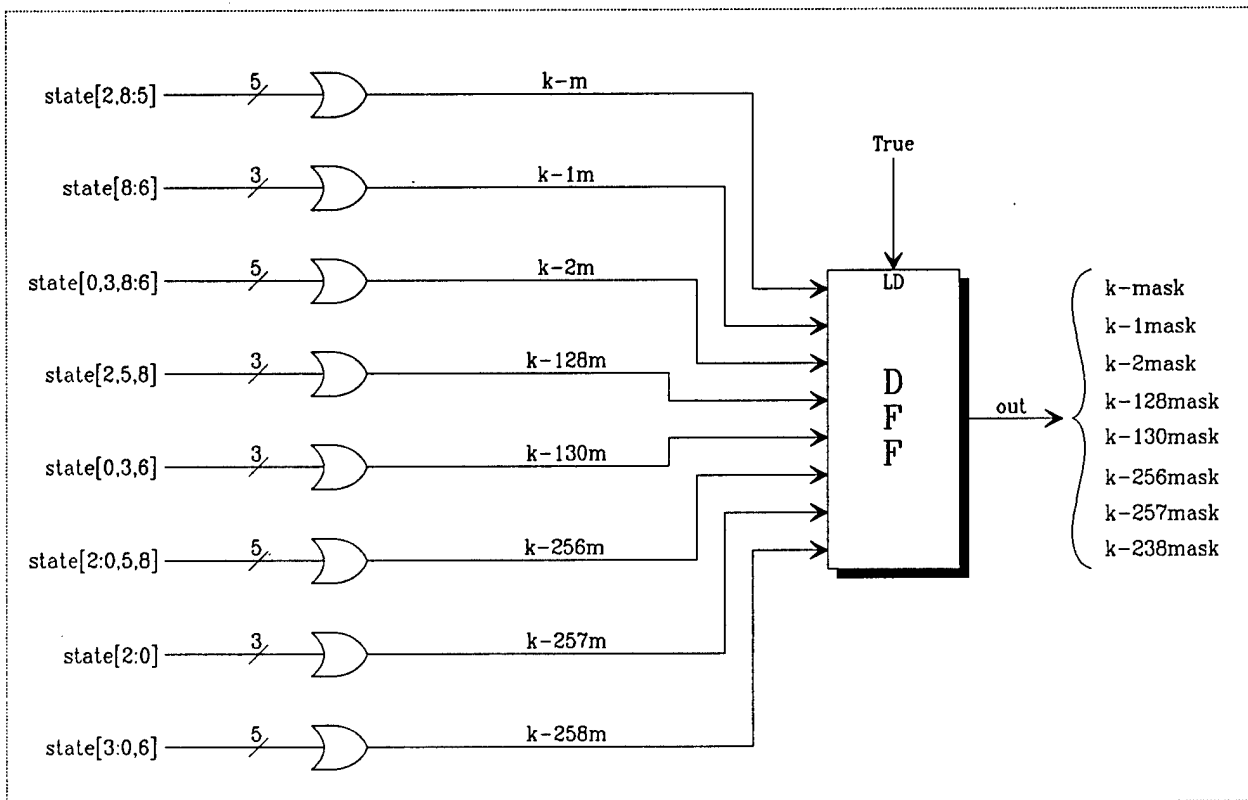 state[2,8:5] 5 k-m
state[8:6] 3 k-1m
state[0,3,8:6] 5 k-2m
state[2,5,8] 3 k-128m
state[0,3,6] 3 k-130m
state[2:0,5,8] 5 k-256m
state[2:0] 3 k-257m
state[3:0,6] 5 k-258m
True
LD
D
F
F
out
k-mask
k-1mask
k-2mask
k-128mask
k-130mask
k-256mask
k-257mask
k-238mask